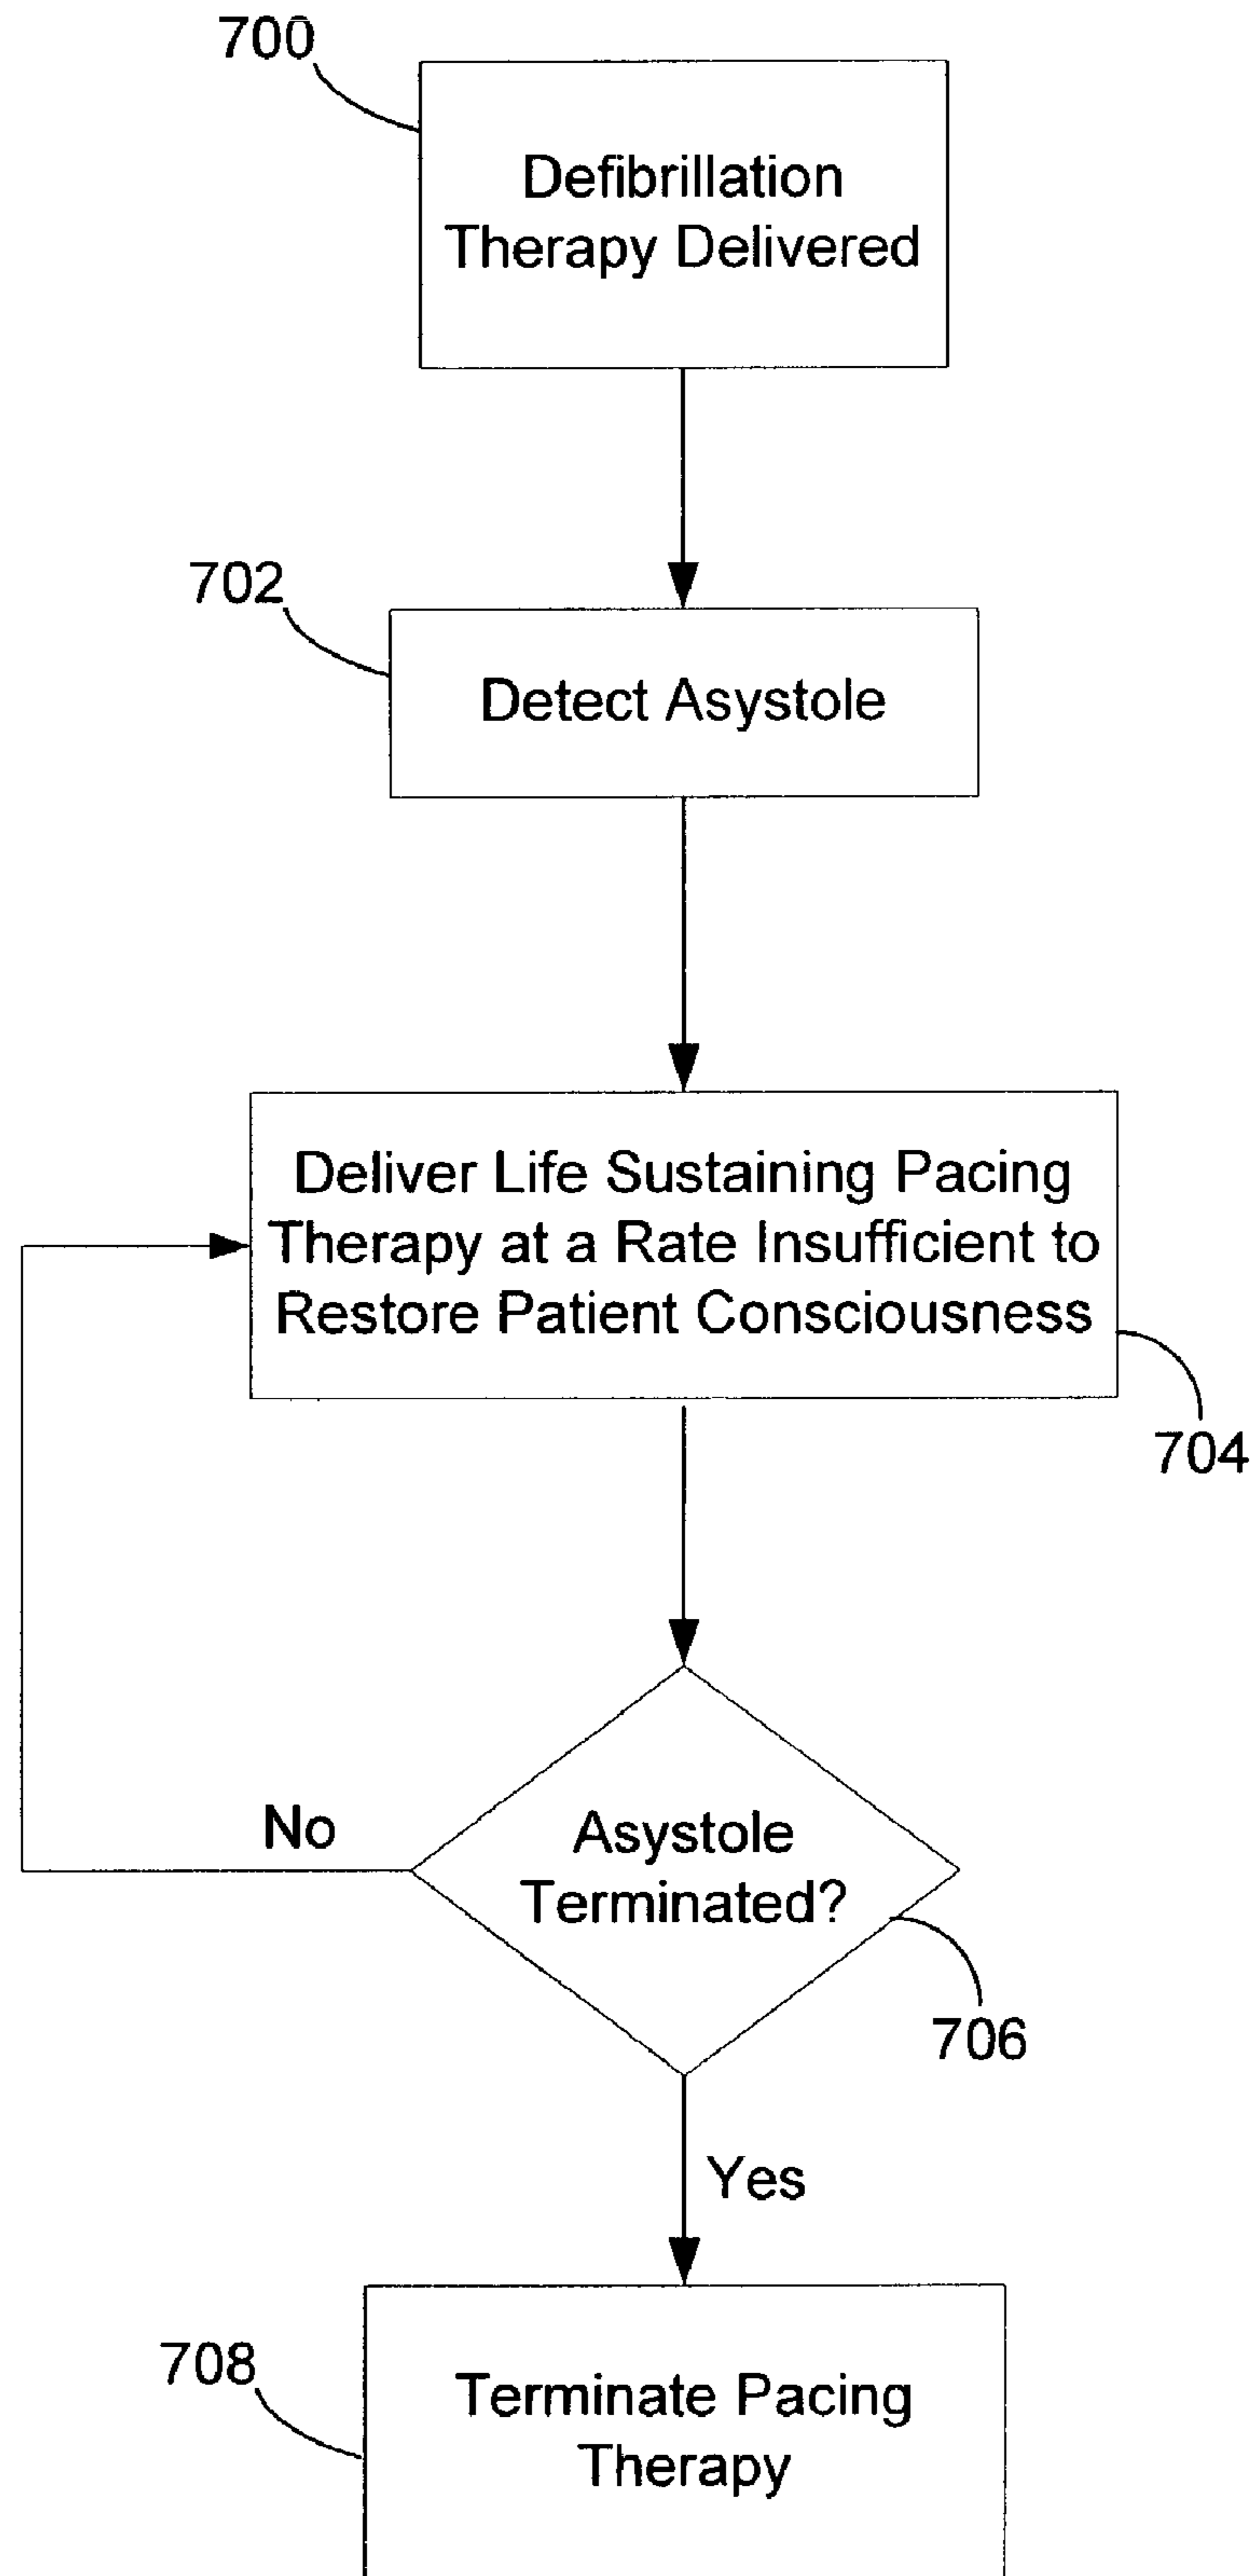 700
Defibrillation
Therapy Delivered
702
Detect Asystole
Deliver Life Sustaining Pacing
Therapy at a Rate Insufficient to
Restore Patient Consciousness
704
No
Asystole
Terminated?
706
Yes
708
Terminate Pacing
Therapy